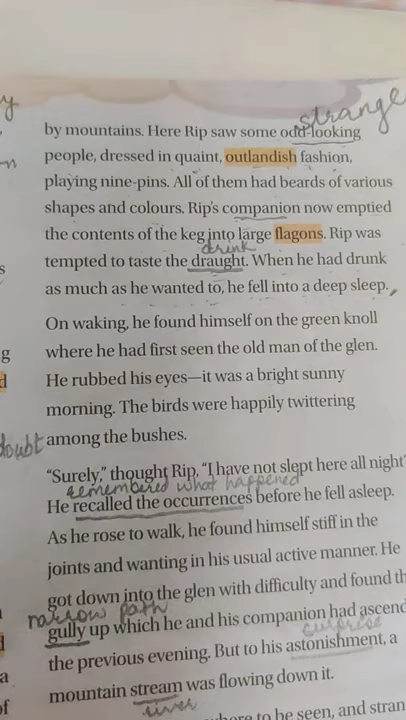 strange
by mountains. Here Rip saw some odd-looking
people, dressed in quaint, outlandish fashion,
playing nine-pins. All of them had beards of various
shapes and colours. Rip's companion now emptied
the contents of the keg into large flagons. Rip was
drink
tempted to taste the draught. When he had drunk
as much as he wanted to, he fell into a deep sleep.
On waking, he found himself on the green knoll
where he had first seen the old man of the glen.
He rubbed his eyes—it was a bright sunny
morning. The birds were happily twittering
doubt among the bushes.
"Surely," thought Rip, "I have not slept here all night
remembered what happened
He recalled the occurrences before he fell asleep.
As he rose to walk, he found himself stiff in the
joints and wanting in his usual active manner. He
got down into the glen with difficulty and found th
narrow path
gully up which he and his companion had ascend
surprise
the previous evening. But to his astonishment, a
mountain stream was flowing down it.
river
to be seen, and stran